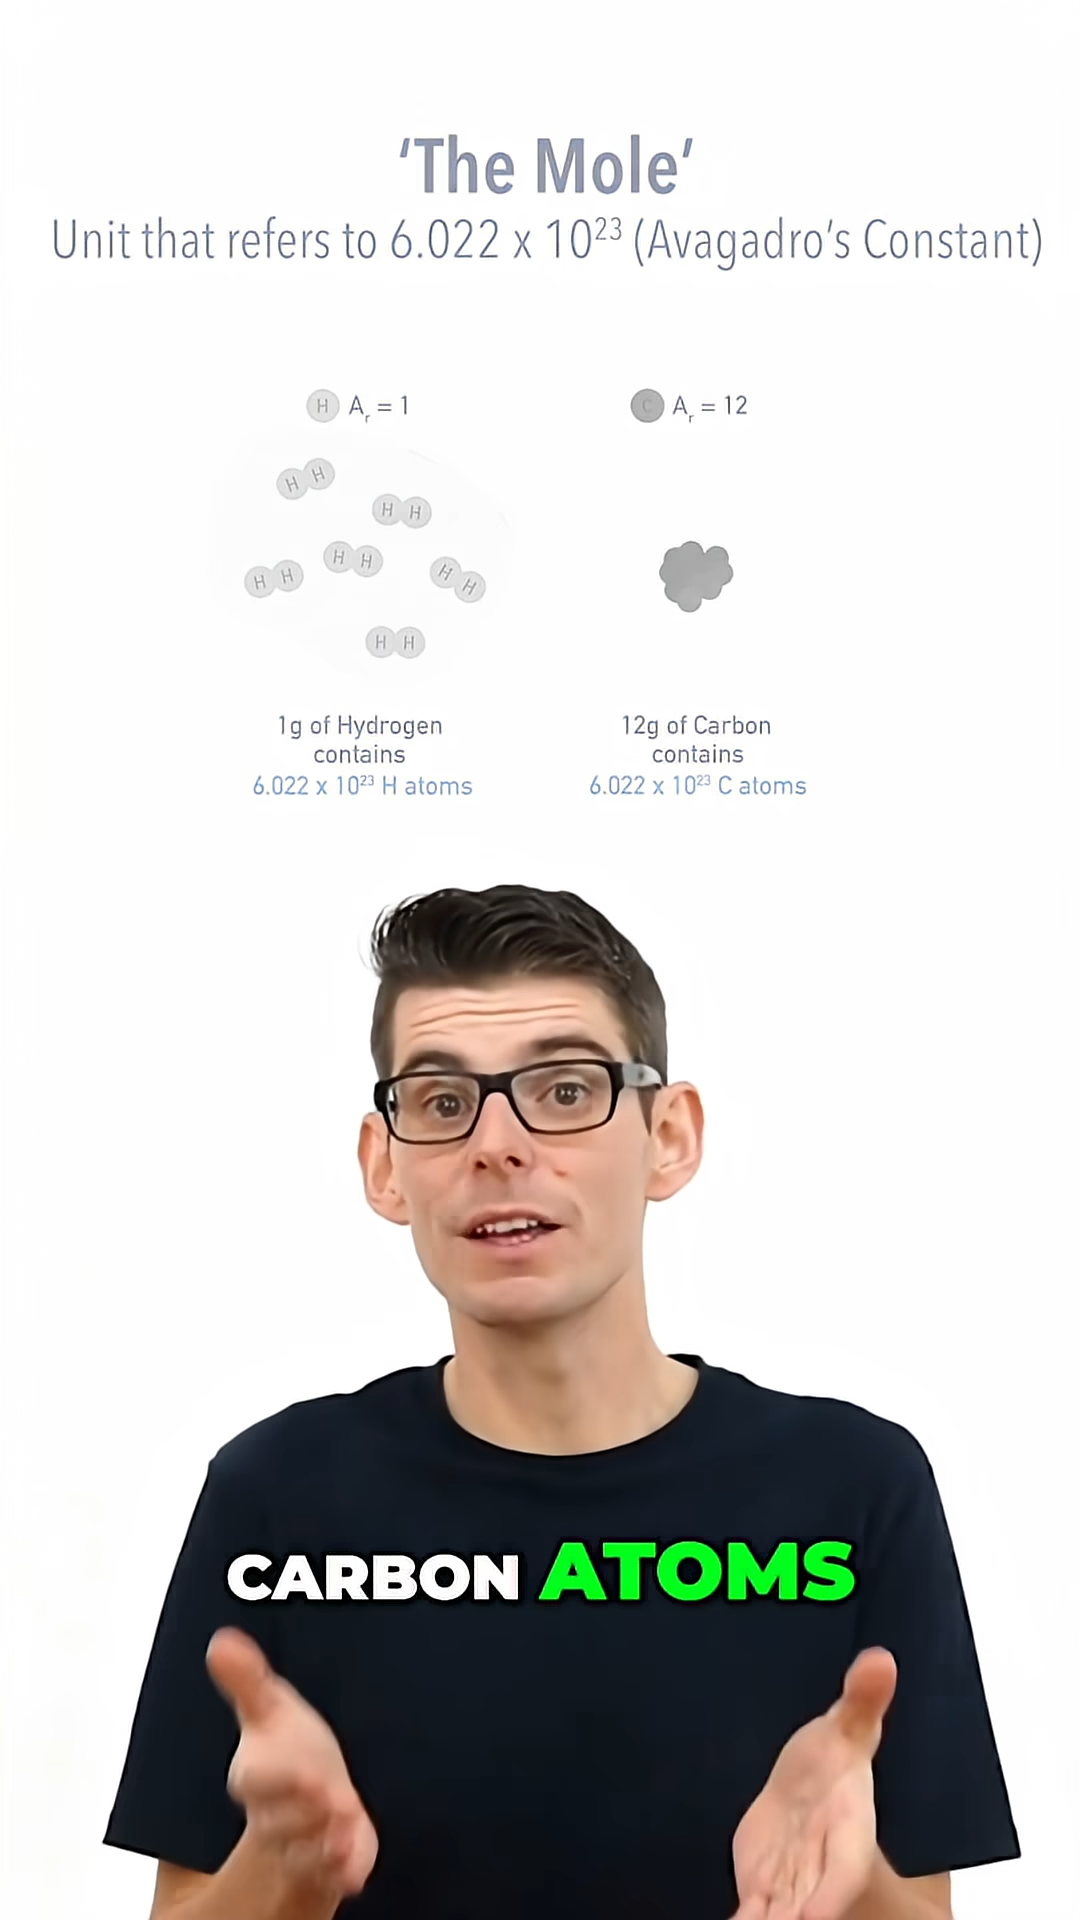 ‘The Mole’
Unit that refers to 6.022 x 10²³ (Avagadro’s Constant)
H Aᵣ = 1
C Aᵣ = 12
H H
H H
H H
H H
H H
H H
1g of Hydrogen
contains
6.022 x 10²³ H atoms
12g of Carbon
contains
6.022 x 10²³ C atoms
CARBON ATOMS